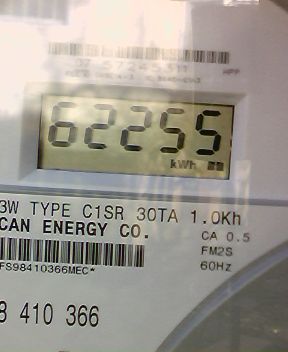 62255
kWh
3W TYPE C1SR 30TA 1.0Kh
CAN ENERGY CO.
CA 0.5
FM2S
60Hz
FS98410366MEC*
8 410 366